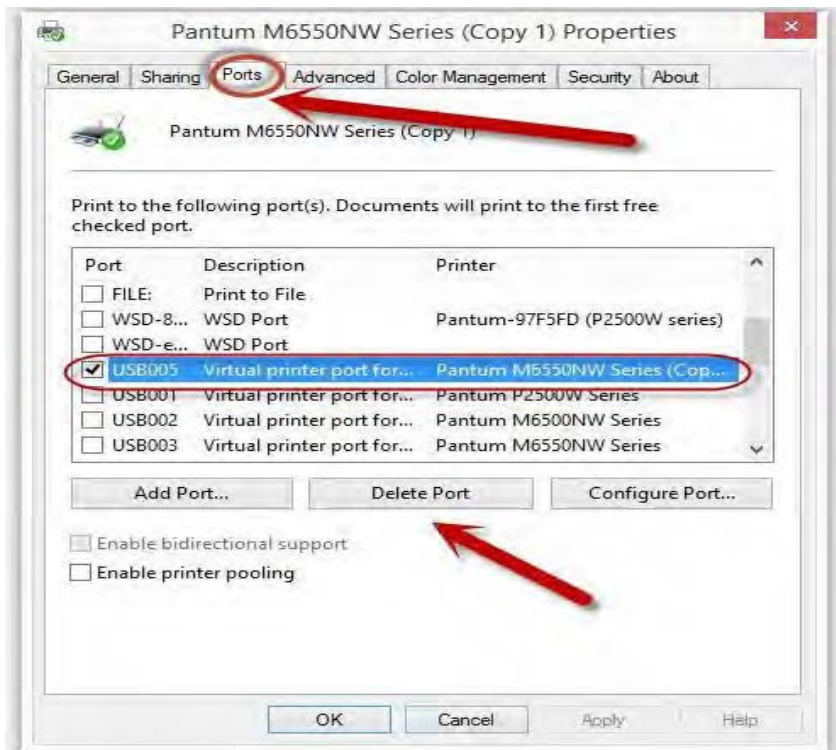 Pantum M6550NW Series (Copy 1) Properties
General Sharing Ports Advanced Color Management Security About
Pantum M6550NW Series (Copy 1)
Print to the following port(s). Documents will print to the first free
checked port.
Port Description Printer
FILE: Print to File
WSD-8... WSD Port Pantum-97F5FD (P2500W series)
WSD-e... WSD Port
USB005 Virtual printer port for... Pantum M6550NW Series (Cop...
USB001 Virtual printer port for... Pantum P2500W Series
USB002 Virtual printer port for... Pantum M6500NW Series
USB003 Virtual printer port for... Pantum M6550NW Series
Add Port... Delete Port Configure Port...
Enable bidirectional support
Enable printer pooling
OK Cancel Apply Help